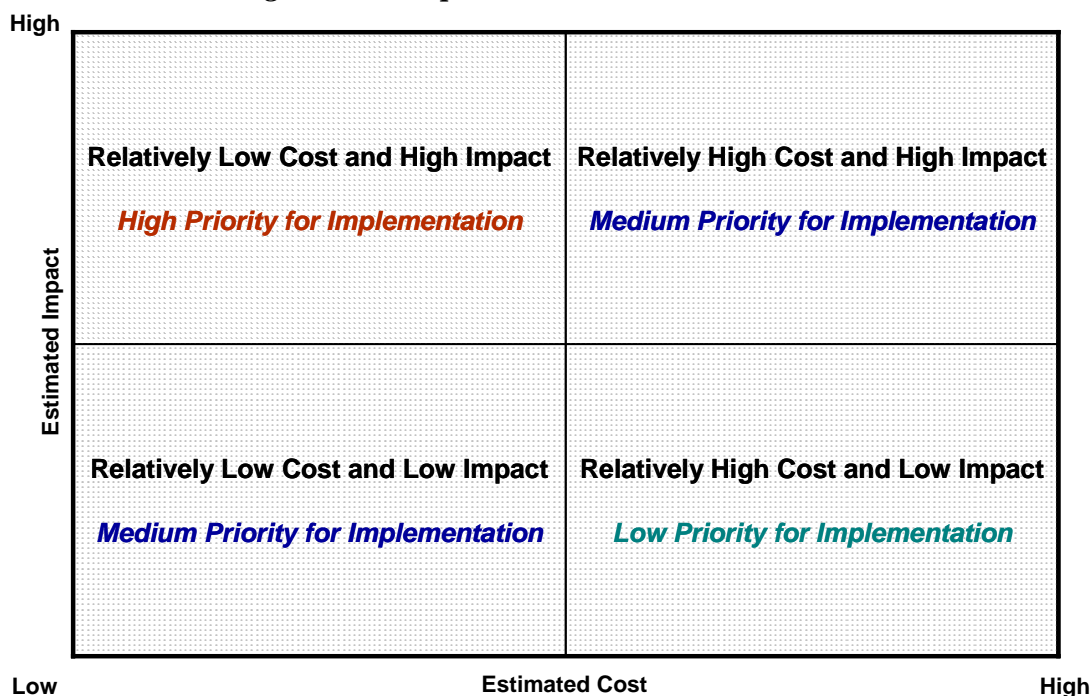 High
Relatively Low Cost and High Impact
Relatively High Cost and High Impact
High Priority for Implementation
Medium Priority for Implementation
Estimated Impact
Relatively Low Cost and Low Impact
Relatively High Cost and Low Impact
Medium Priority for Implementation
Low Priority for Implementation
Low
Estimated Cost
High